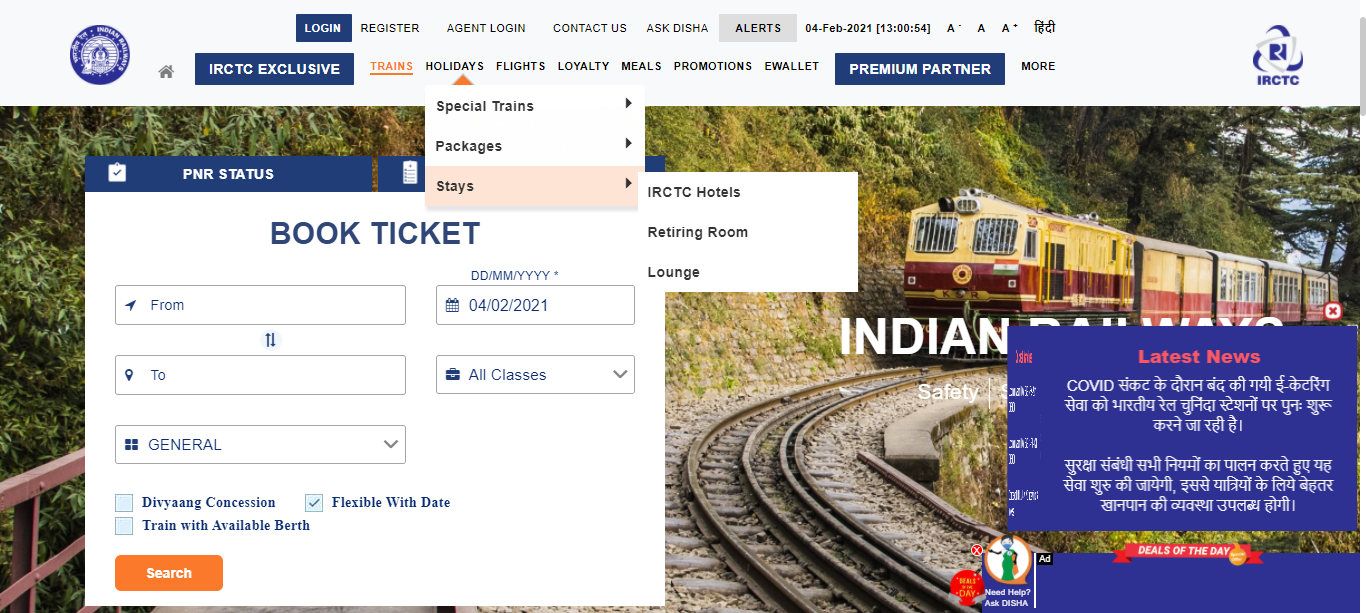 LOGIN REGISTER AGENT LOGIN CONTACT US ASK DISHA ALERTS 04-Feb-2021 [13:00:54] A- A A+ हिंदी
INDIAN RAILWAYS
IRCTC EXCLUSIVE TRAINS HOLIDAYS FLIGHTS LOYALTY MEALS PROMOTIONS EWALLET PREMIUM PARTNER MORE
IRCTC
Special Trains
Packages
Stays
IRCTC Hotels
Retiring Room
Lounge
PNR STATUS
BOOK TICKET
DD/MM/YYYY *
From
04/02/2021
To
All Classes
GENERAL
Divyaang Concession
Flexible With Date
Train with Available Berth
Search
INDIAN RAILWAYS
Safety |
Latest News
COVID संकट के दौरान बंद की गयी ई-केटरिंग
सेवा को भारतीय रेल चुनिंदा स्टेशनों पर पुनः शुरू
करने जा रही है।
सुरक्षा संबंधी सभी नियमों का पालन करते हुए यह
सेवा शुरु की जायेगी, इससे यात्रियों के लिये बेहतर
खानपान की व्यवस्था उपलब्ध होगी।
DEALS OF THE DAY
Ad
DEALS
DAY
Need Help?
Ask DISHA